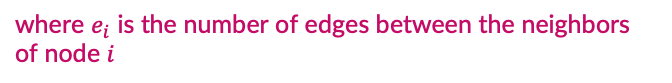 where eᵢ is the number of edges between the neighbors
of node i